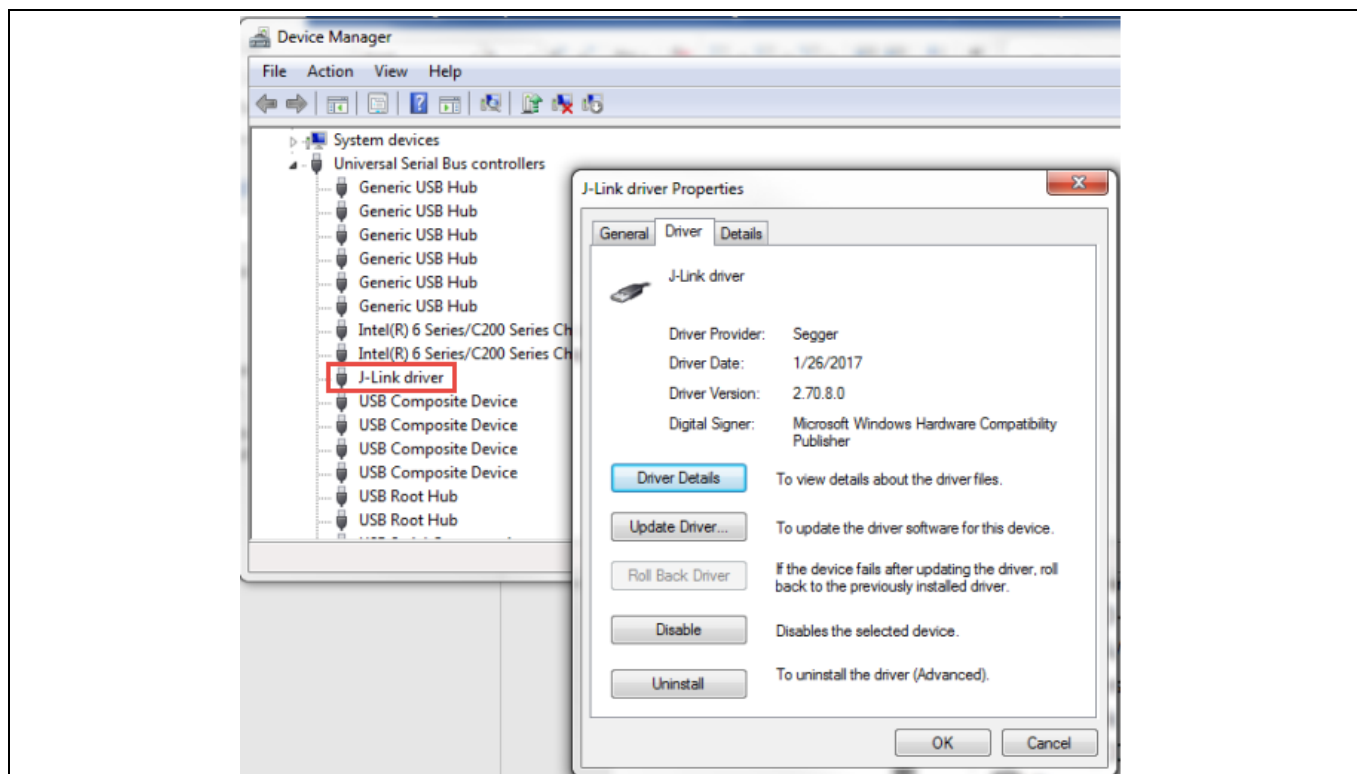 Device Manager
File Action View Help
System devices
Universal Serial Bus controllers
Generic USB Hub
Generic USB Hub
Generic USB Hub
Generic USB Hub
Generic USB Hub
Generic USB Hub
Intel(R) 6 Series/C200 Series Ch
Intel(R) 6 Series/C200 Series Ch
J-Link driver
USB Composite Device
USB Composite Device
USB Composite Device
USB Composite Device
USB Root Hub
USB Root Hub
J-Link driver Properties
General Driver Details
J-Link driver
Driver Provider: Segger
Driver Date: 1/26/2017
Driver Version: 2.70.8.0
Digital Signer: Microsoft Windows Hardware Compatibility
Publisher
Driver Details To view details about the driver files.
Update Driver... To update the driver software for this device.
Roll Back Driver If the device fails after updating the driver, roll
back to the previously installed driver.
Disable Disables the selected device.
Uninstall To uninstall the driver (Advanced).
OK Cancel